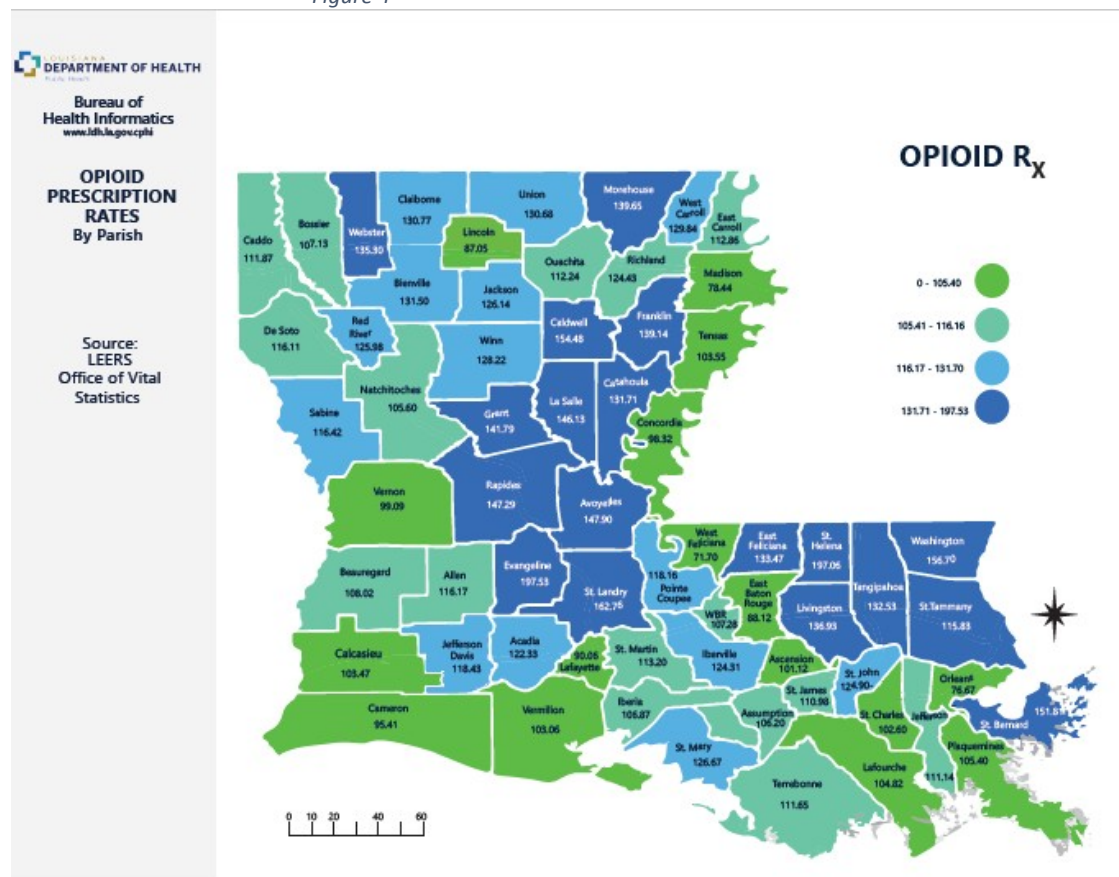 Figure 1
LOUISIANA
DEPARTMENT OF HEALTH
Bureau of
Health Informatics
www.ldh.la.gov.cphi
OPIOID
PRESCRIPTION
RATES
By Parish
Source:
LEERS
Office of Vital
Statistics
OPIOID RX
0 - 105.40
105.41 - 116.16
116.17 - 131.70
131.71 - 197.53
Caddo
111.87
Bossier
107.13
Webster
135.30
Claiborne
130.77
Lincoln
87.05
Union
130.68
Morehouse
139.65
West
Carroll
129.84
East
Carroll
112.86
Ouachita
112.24
Richland
124.43
Madison
78.44
Bienville
131.50
Jackson
126.14
De Soto
116.11
Red
River
125.98
Winn
128.22
Caldwell
154.48
Franklin
139.14
Tensas
103.55
Natchitoches
105.60
Sabine
116.42
Grant
141.79
La Salle
146.13
Catahoula
131.71
Concordia
98.32
Vernon
99.09
Rapides
147.29
Avoyelles
147.90
Beauregard
108.02
Allen
116.17
Evangeline
197.53
St. Landry
162.76
118.16
Pointe
Coupee
West
Feliciana
71.70
East
Feliciana
133.47
St.
Helena
197.06
Tangipahoa
132.53
Washington
156.70
East
Baton
Rouge
88.12
WBR
107.28
Livingston
136.93
St.Tammany
115.83
Calcasieu
103.47
Jefferson
Davis
118.43
Acadia
122.33
90.06
Lafayette
St. Martin
113.20
Iberville
124.31
Ascension
101.12
St. John
124.90
Orleans
76.67
Cameron
95.41
Vermilion
103.06
Iberia
106.87
Assumption
106.20
St. James
110.98
St. Charles
102.60
Jefferson
111.14
St. Bernard
151.81
Plaquemines
105.40
St. Mary
126.67
Terrebonne
111.65
Lafourche
104.82
0 10 20 30 40 60